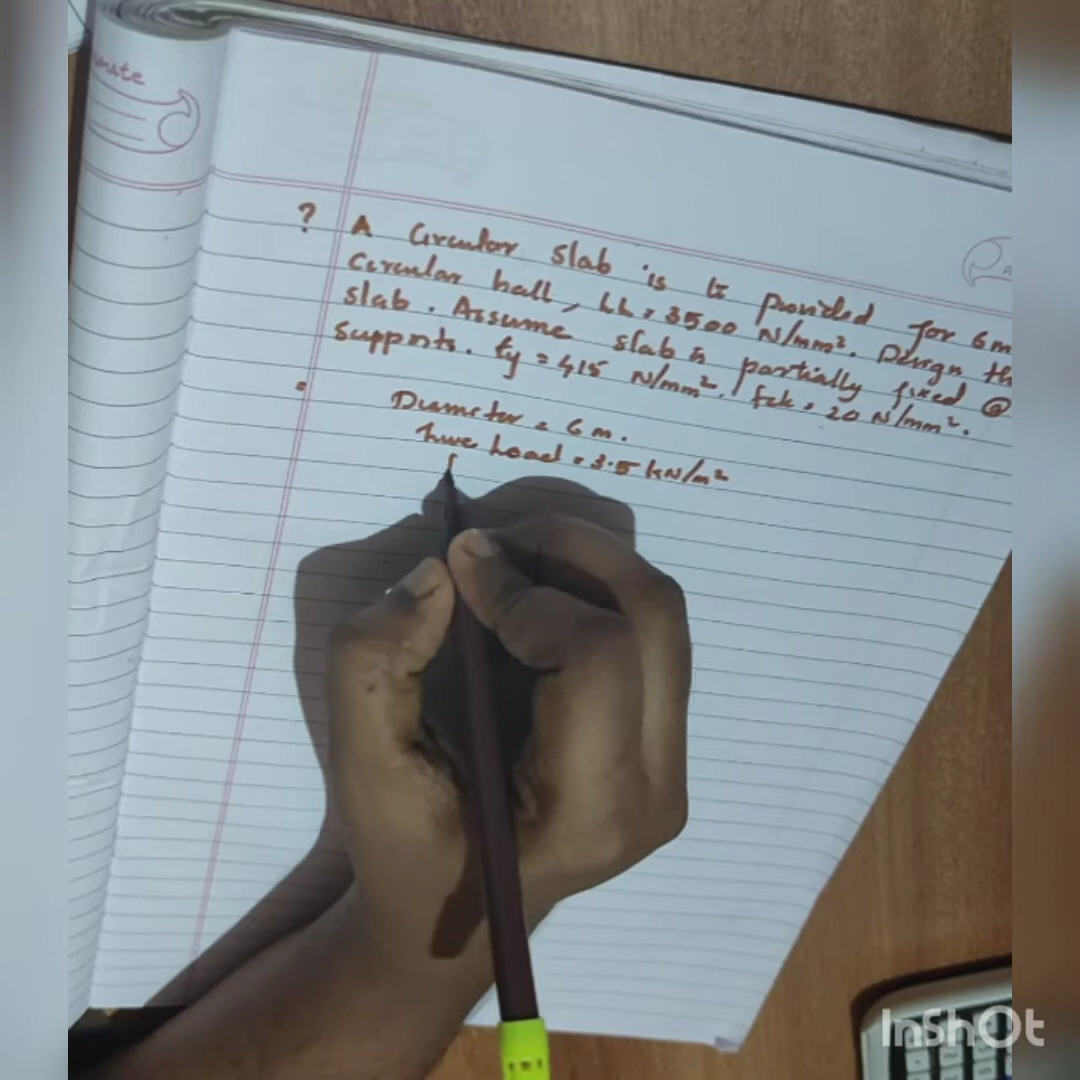 ? A Circular slab is to provided for 6m
Circular hall, LL = 3500 N/mm². Design th
slab. Assume slab is partially fixed @
Supports. fy = 415 N/mm², fck = 20 N/mm².
Diameter = 6 m.
Live Load = 3.5 kN/m²
InShOt